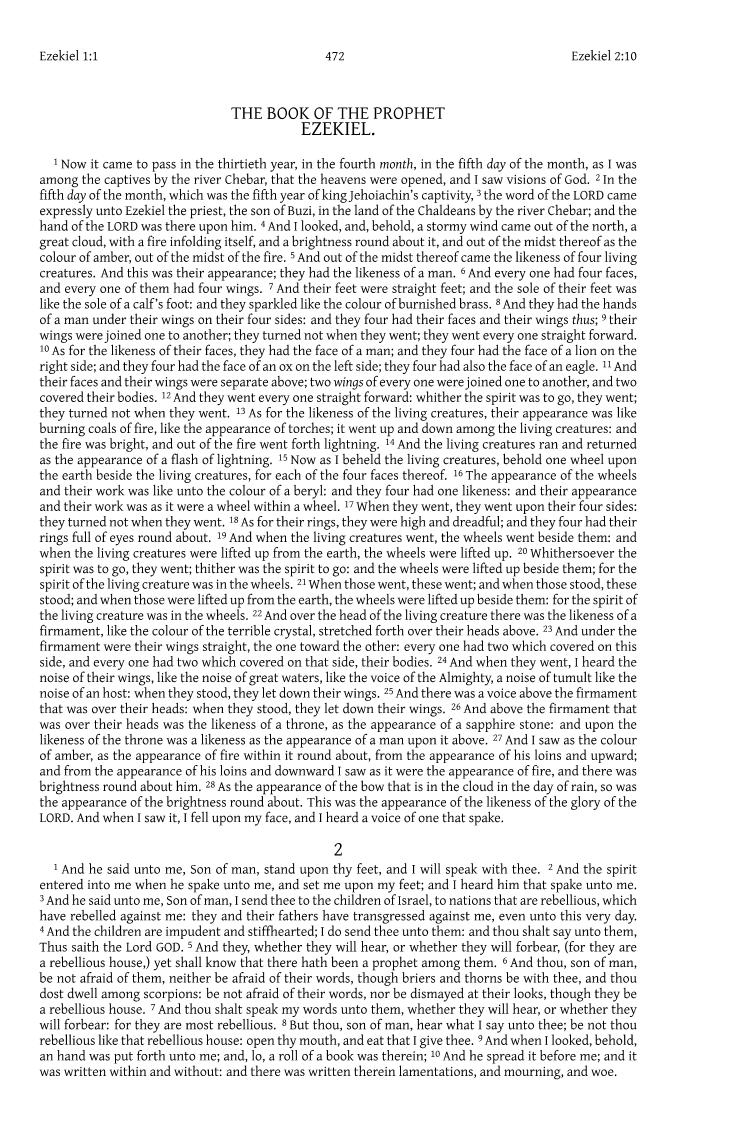 Ezekiel 1:1 472 Ezekiel 2:10
THE BOOK OF THE PROPHET
EZEKIEL.
1 Now it came to pass in the thirtieth year, in the fourth month, in the fifth day of the month, as I was
among the captives by the river Chebar, that the heavens were opened, and I saw visions of God. 2 In the
fifth day of the month, which was the fifth year of king Jehoiachin’s captivity, 3 the word of the LORD came
expressly unto Ezekiel the priest, the son of Buzi, in the land of the Chaldeans by the river Chebar; and the
hand of the LORD was there upon him. 4 And I looked, and, behold, a stormy wind came out of the north, a
great cloud, with a fire infolding itself, and a brightness round about it, and out of the midst thereof as the
colour of amber, out of the midst of the fire. 5 And out of the midst thereof came the likeness of four living
creatures. And this was their appearance; they had the likeness of a man. 6 And every one had four faces,
and every one of them had four wings. 7 And their feet were straight feet; and the sole of their feet was
like the sole of a calf’s foot: and they sparkled like the colour of burnished brass. 8 And they had the hands
of a man under their wings on their four sides: and they four had their faces and their wings thus; 9 their
wings were joined one to another; they turned not when they went; they went every one straight forward.
10 As for the likeness of their faces, they had the face of a man; and they four had the face of a lion on the
right side; and they four had the face of an ox on the left side; they four had also the face of an eagle. 11 And
their faces and their wings were separate above; two wings of every one were joined one to another, and two
covered their bodies. 12 And they went every one straight forward: whither the spirit was to go, they went;
they turned not when they went. 13 As for the likeness of the living creatures, their appearance was like
burning coals of fire, like the appearance of torches; it went up and down among the living creatures: and
the fire was bright, and out of the fire went forth lightning. 14 And the living creatures ran and returned
as the appearance of a flash of lightning. 15 Now as I beheld the living creatures, behold one wheel upon
the earth beside the living creatures, for each of the four faces thereof. 16 The appearance of the wheels
and their work was like unto the colour of a beryl: and they four had one likeness: and their appearance
and their work was as it were a wheel within a wheel. 17 When they went, they went upon their four sides:
they turned not when they went. 18 As for their rings, they were high and dreadful; and they four had their
rings full of eyes round about. 19 And when the living creatures went, the wheels went beside them: and
when the living creatures were lifted up from the earth, the wheels were lifted up. 20 Whithersoever the
spirit was to go, they went; thither was the spirit to go: and the wheels were lifted up beside them; for the
spirit of the living creature was in the wheels. 21 When those went, these went; and when those stood, these
stood; and when those were lifted up from the earth, the wheels were lifted up beside them: for the spirit of
the living creature was in the wheels. 22 And over the head of the living creature there was the likeness of a
firmament, like the colour of the terrible crystal, stretched forth over their heads above. 23 And under the
firmament were their wings straight, the one toward the other: every one had two which covered on this
side, and every one had two which covered on that side, their bodies. 24 And when they went, I heard the
noise of their wings, like the noise of great waters, like the voice of the Almighty, a noise of tumult like the
noise of an host: when they stood, they let down their wings. 25 And there was a voice above the firmament
that was over their heads: when they stood, they let down their wings. 26 And above the firmament that
was over their heads was the likeness of a throne, as the appearance of a sapphire stone: and upon the
likeness of the throne was a likeness as the appearance of a man upon it above. 27 And I saw as the colour
of amber, as the appearance of fire within it round about, from the appearance of his loins and upward;
and from the appearance of his loins and downward I saw as it were the appearance of fire, and there was
brightness round about him. 28 As the appearance of the bow that is in the cloud in the day of rain, so was
the appearance of the brightness round about. This was the appearance of the likeness of the glory of the
LORD. And when I saw it, I fell upon my face, and I heard a voice of one that spake.
2
1 And he said unto me, Son of man, stand upon thy feet, and I will speak with thee. 2 And the spirit
entered into me when he spake unto me, and set me upon my feet; and I heard him that spake unto me.
3 And he said unto me, Son of man, I send thee to the children of Israel, to nations that are rebellious, which
have rebelled against me: they and their fathers have transgressed against me, even unto this very day.
4 And the children are impudent and stiffhearted; I do send thee unto them: and thou shalt say unto them,
Thus saith the Lord GOD. 5 And they, whether they will hear, or whether they will forbear, (for they are
a rebellious house,) yet shall know that there hath been a prophet among them. 6 And thou, son of man,
be not afraid of them, neither be afraid of their words, though briers and thorns be with thee, and thou
dost dwell among scorpions: be not afraid of their words, nor be dismayed at their looks, though they be
a rebellious house. 7 And thou shalt speak my words unto them, whether they will hear, or whether they
will forbear: for they are most rebellious. 8 But thou, son of man, hear what I say unto thee; be not thou
rebellious like that rebellious house: open thy mouth, and eat that I give thee. 9 And when I looked, behold,
an hand was put forth unto me; and, lo, a roll of a book was therein; 10 And he spread it before me; and it
was written within and without: and there was written therein lamentations, and mourning, and woe.